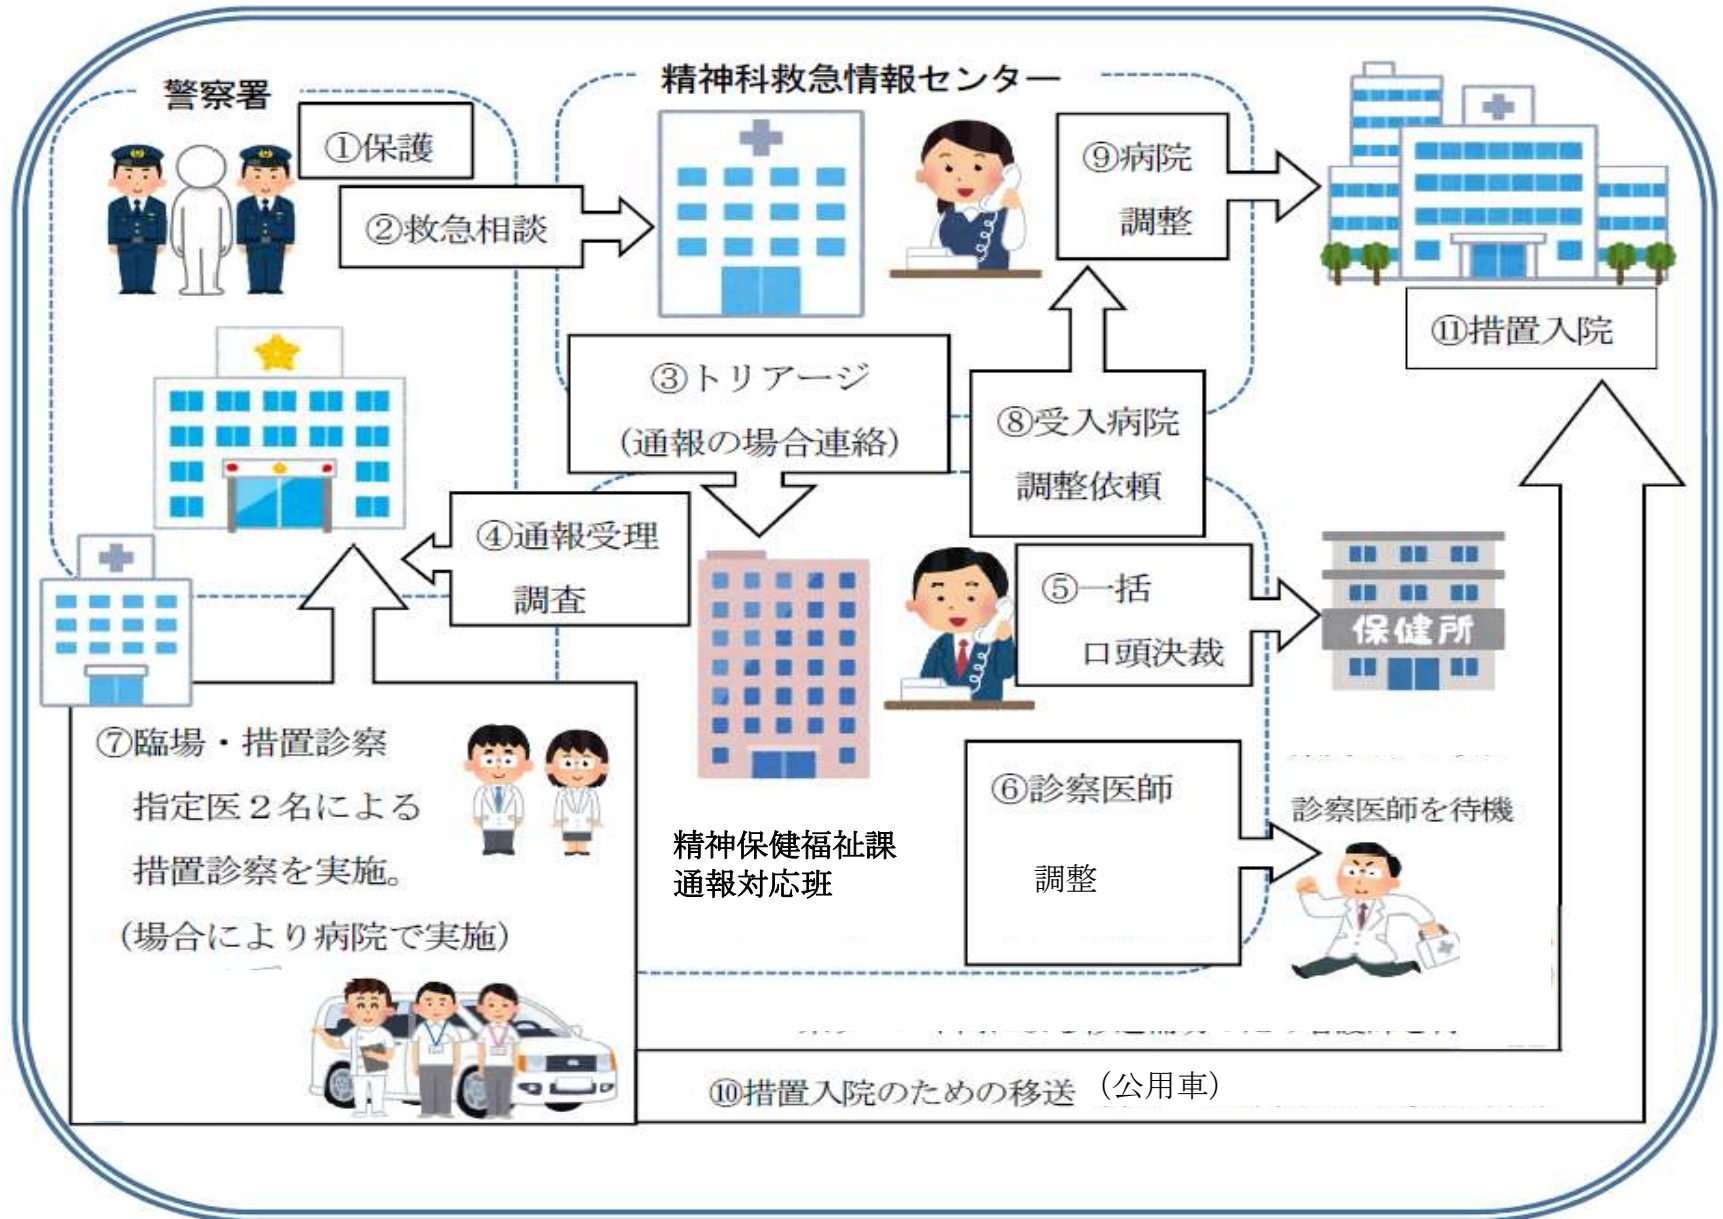 警察署
①保護
②救急相談
精神科救急情報センター
⑨病院
調整
⑪措置入院
③トリアージ
(通報の場合連絡)
⑧受入病院
調整依頼
④通報受理
調査
⑤一括
口頭決裁
保健所
⑥診察医師
調整
診察医師を待機
精神保健福祉課
通報対応班
⑦臨場・措置診察
指定医２名による
措置診察を実施。
(場合により病院で実施)
⑩措置入院のための移送 (公用車)